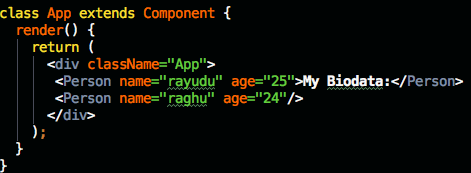 class App extends Component {
render() {
return (
<div className="App">
<Person name="rayudu" age="25">My Biodata:</Person>
<Person name="raghu" age="24"/>
</div>
);
}
}